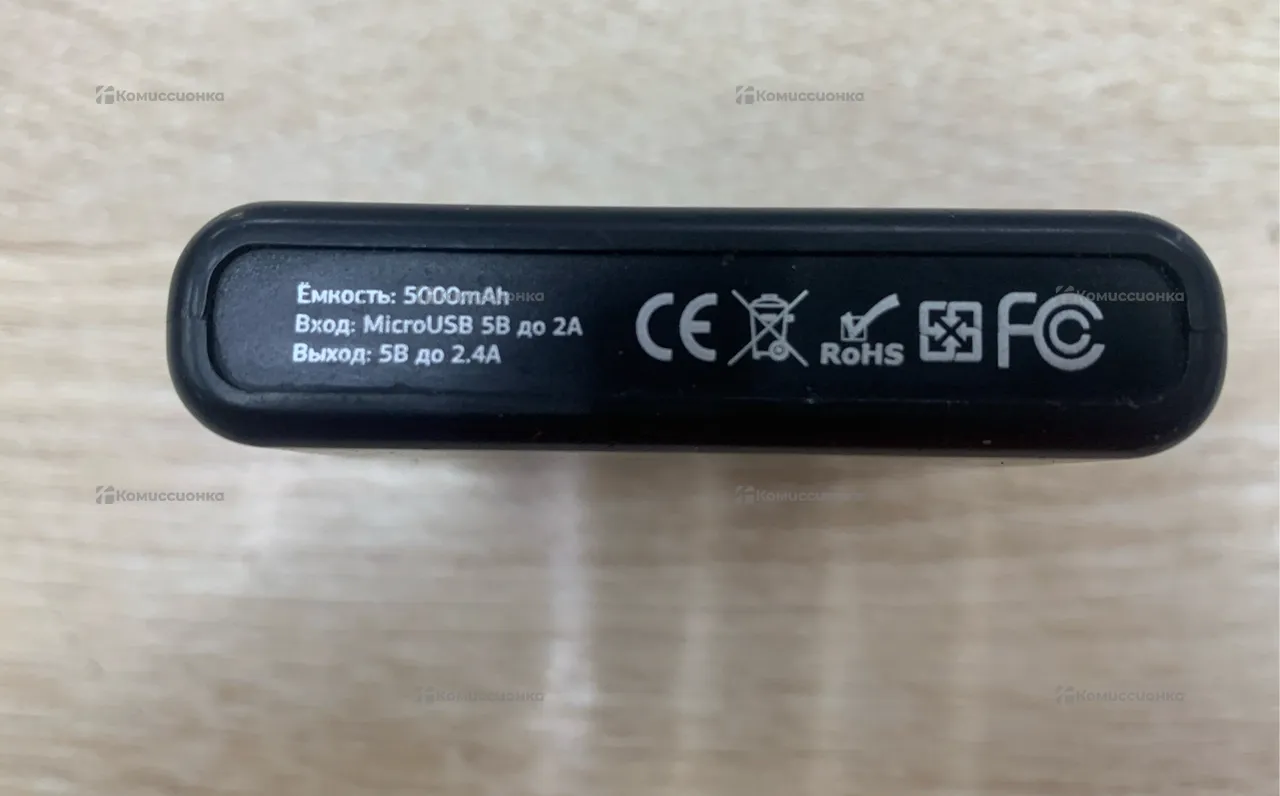 Комиссионка
Комиссионка
Ёмкость: 5000mAh
Вход: MicroUSB 5В до 2А
Выход: 5В до 2.4А
CE
RoHS
FC
Комиссионка
Комиссионка
Комиссионка
Комиссионка
Комиссионка